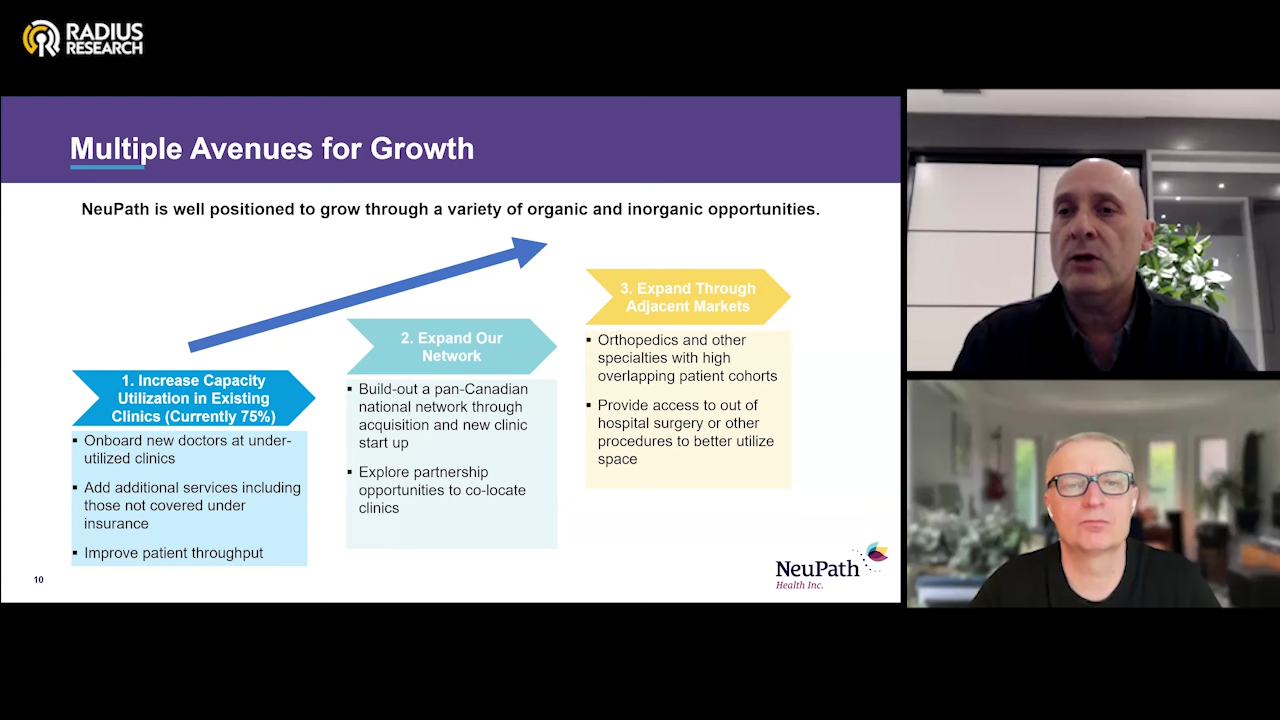 RADIUS
RESEARCH
Multiple Avenues for Growth
NeuPath is well positioned to grow through a variety of organic and inorganic opportunities.
1. Increase Capacity
Utilization in Existing
Clinics (Currently 75%)
▪ Onboard new doctors at under-
utilized clinics
▪ Add additional services including
those not covered under
insurance
▪ Improve patient throughput
2. Expand Our
Network
▪ Build-out a pan-Canadian
national network through
acquisition and new clinic
start up
▪ Explore partnership
opportunities to co-locate
clinics
3. Expand Through
Adjacent Markets
▪ Orthopedics and other
specialties with high
overlapping patient cohorts
▪ Provide access to out of
hospital surgery or other
procedures to better utilize
space
10
NeuPath
Health Inc.